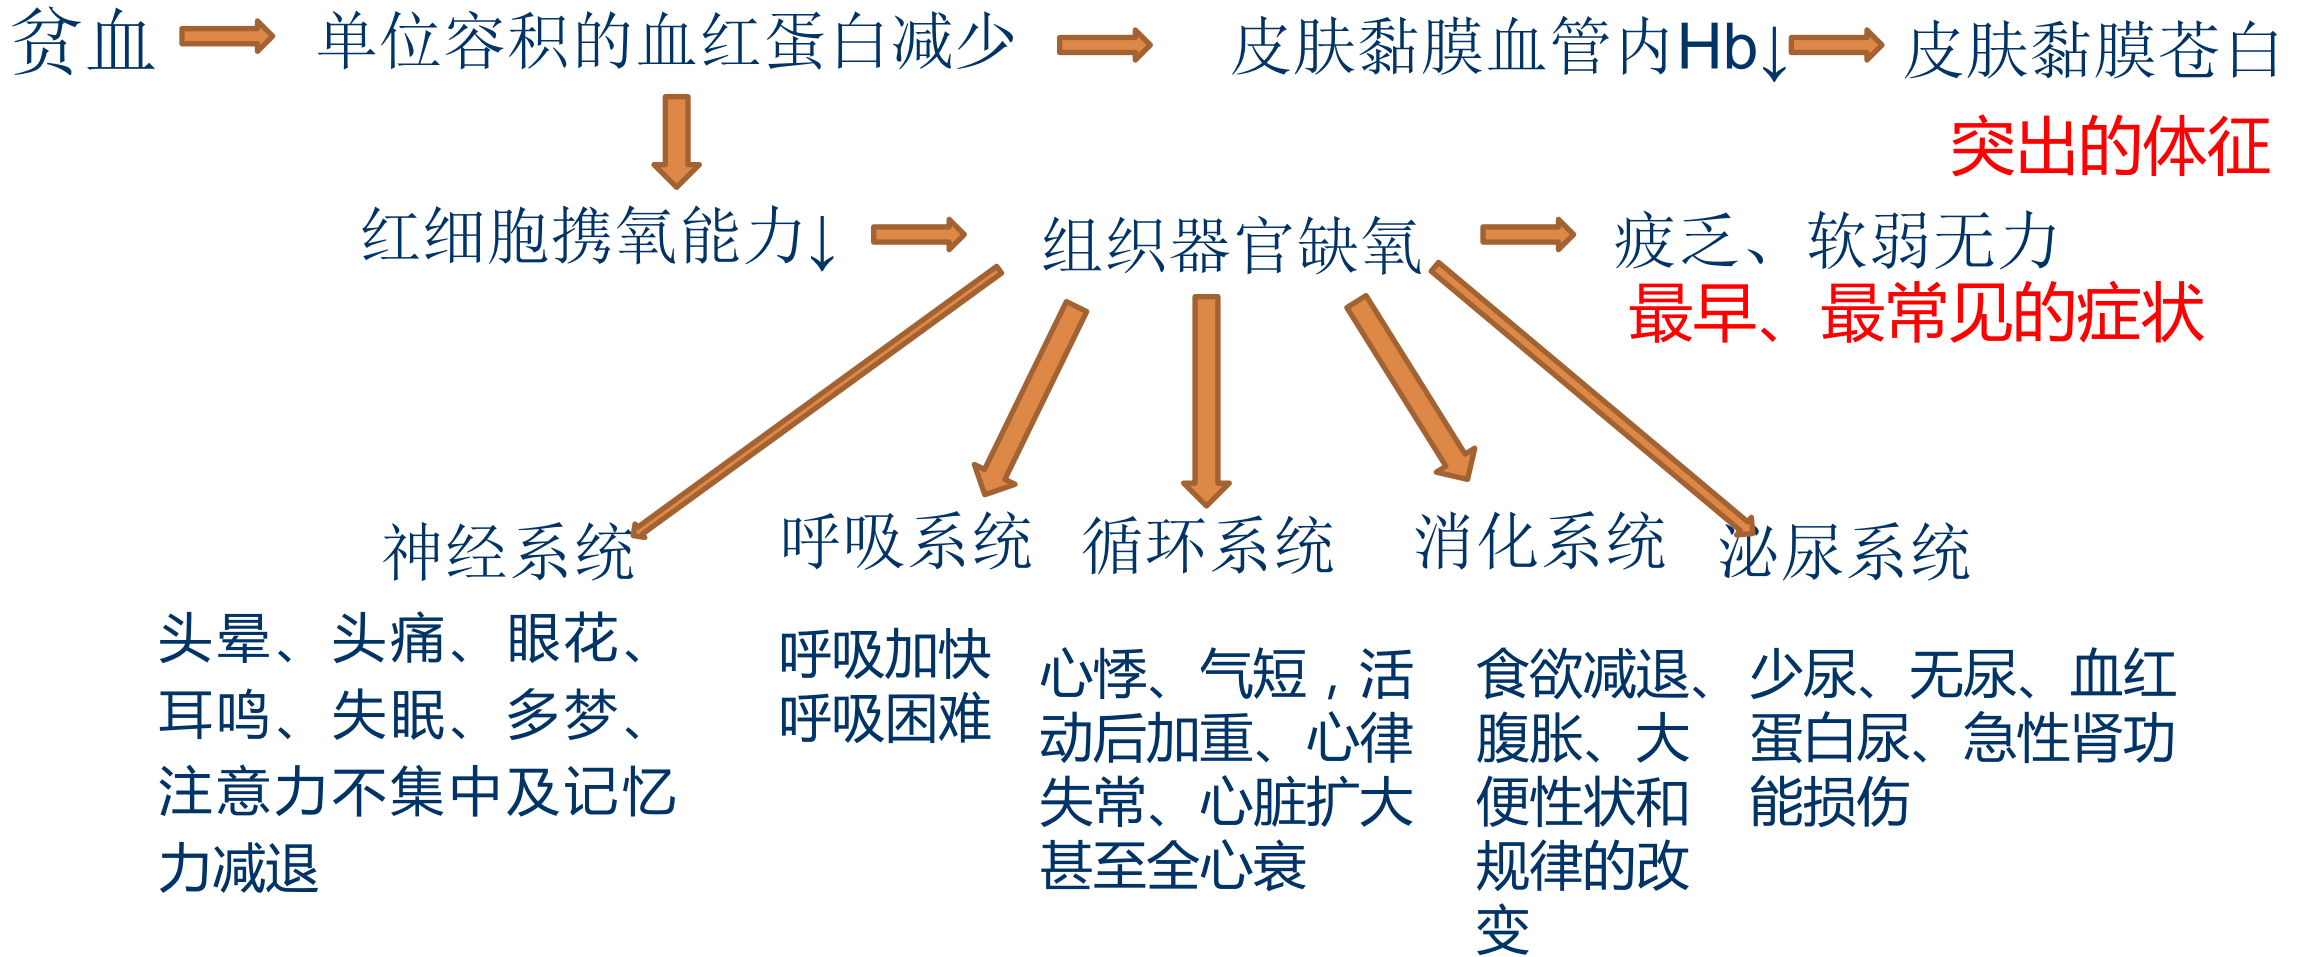 贫血 单位容积的血红蛋白减少 皮肤黏膜血管内Hb↓ 皮肤黏膜苍白
突出的体征
红细胞携氧能力↓ 组织器官缺氧 疲乏、软弱无力
最早、最常见的症状
神经系统 呼吸系统 循环系统 消化系统 泌尿系统
头晕、头痛、眼花、
耳鸣、失眠、多梦、
注意力不集中及记忆
力减退
呼吸加快
呼吸困难
心悸、气短，活
动后加重、心律
失常、心脏扩大
甚至全心衰
食欲减退、
腹胀、大
便性状和
规律的改
变
少尿、无尿、血红
蛋白尿、急性肾功
能损伤